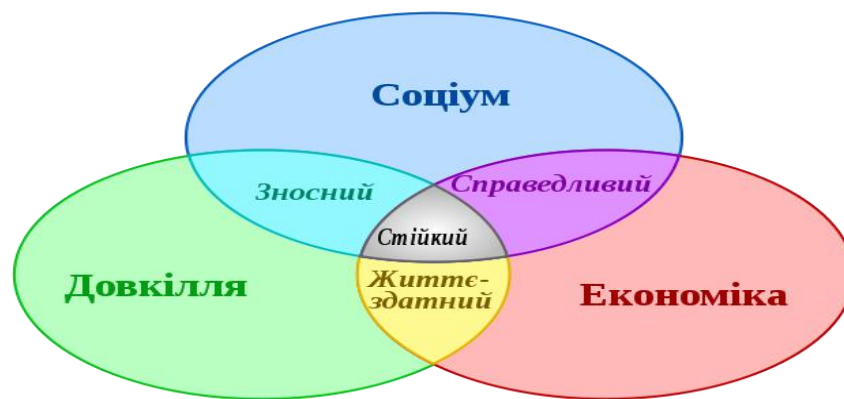 Соціум
Зносний
Справедливий
Стійкий
Довкілля
Життє-
здатний
Економіка